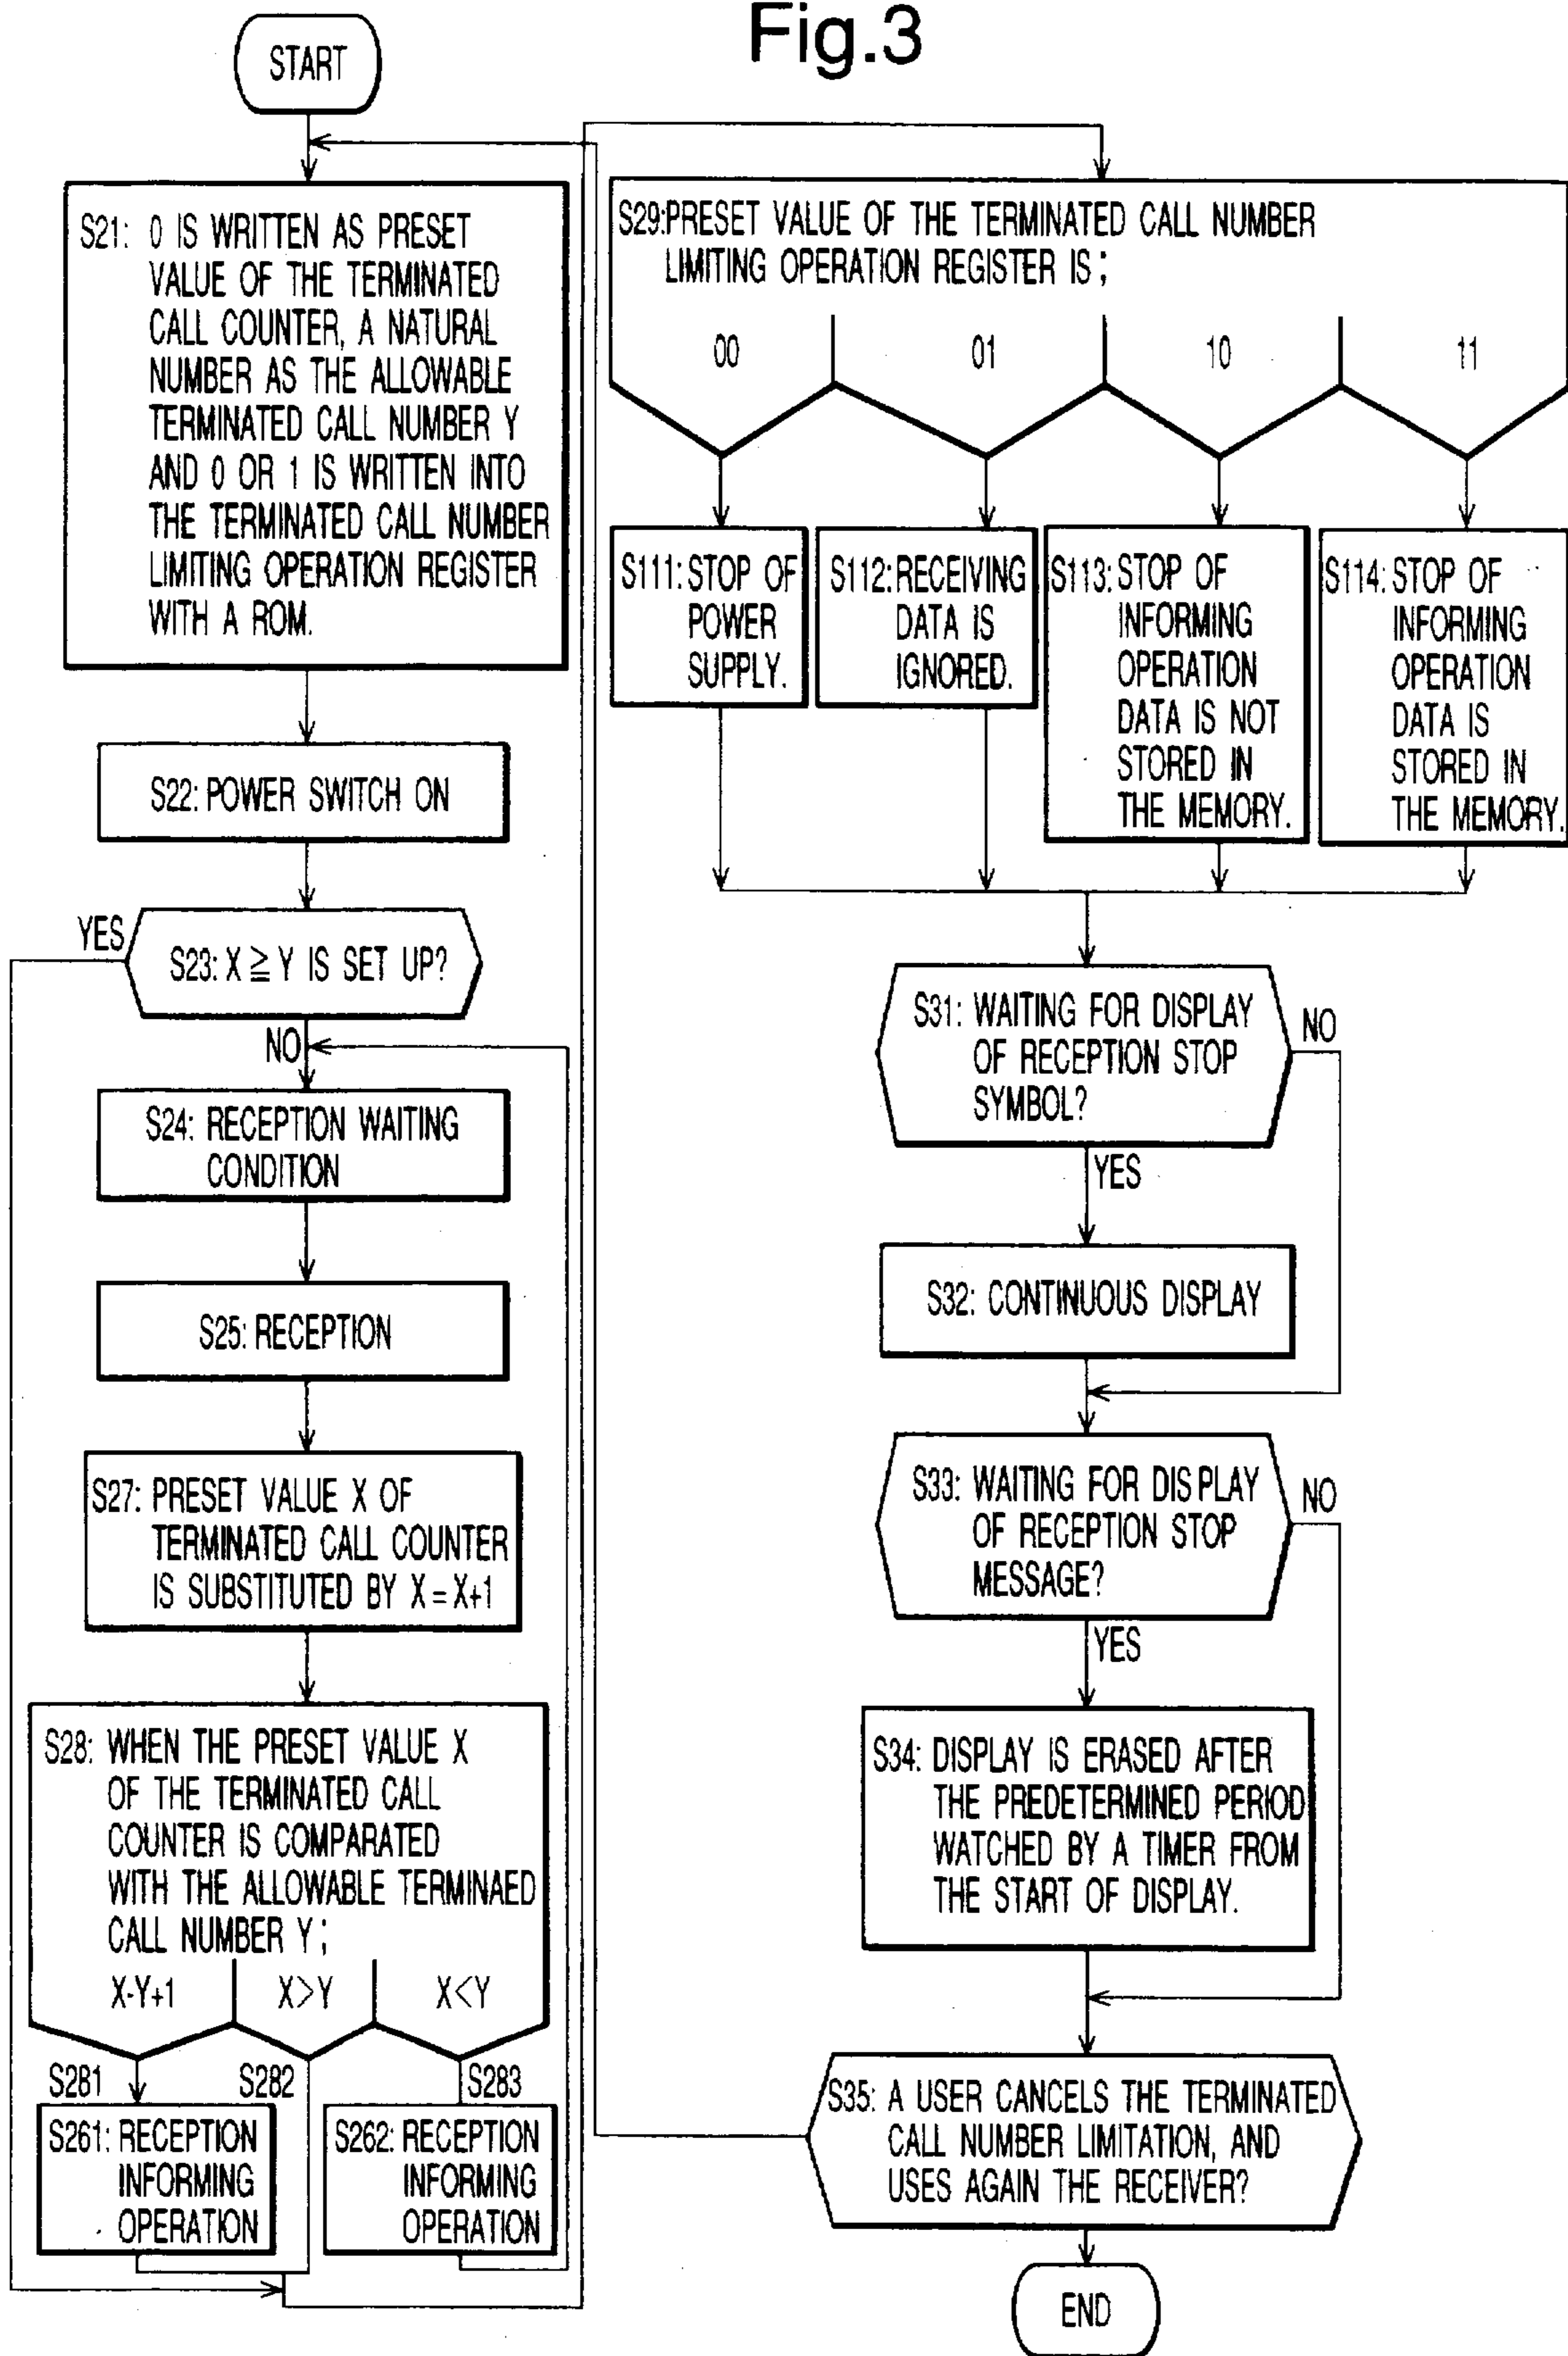 Fig.3
START
S21: 0 IS WRITTEN AS PRESET
VALUE OF THE TERMINATED
CALL COUNTER, A NATURAL
NUMBER AS THE ALLOWABLE
TERMINATED CALL NUMBER Y
AND 0 OR 1 IS WRITTEN INTO
THE TERMINATED CALL NUMBER
LIMITING OPERATION REGISTER
WITH A ROM.
S22: POWER SWITCH ON
YES
S23: X ≧ Y IS SET UP?
NO
S24: RECEPTION WAITING
CONDITION
S25: RECEPTION
S27: PRESET VALUE X OF
TERMINATED CALL COUNTER
IS SUBSTITUTED BY X=X+1
S28: WHEN THE PRESET VALUE X
OF THE TERMINATED CALL
COUNTER IS COMPARATED
WITH THE ALLOWABLE TERMINAED
CALL NUMBER Y;
X-Y+1 X>Y X<Y
S281 S282 S283
S261: RECEPTION
INFORMING
OPERATION
S262: RECEPTION
INFORMING
OPERATION
S29:PRESET VALUE OF THE TERMINATED CALL NUMBER
LIMITING OPERATION REGISTER IS;
00 01 10 11
S111: STOP OF
POWER
SUPPLY.
S112: RECEIVING
DATA IS
IGNORED.
S113: STOP OF
INFORMING
OPERATION
DATA IS NOT
STORED IN
THE MEMORY.
S114: STOP OF
INFORMING
OPERATION
DATA IS
STORED IN
THE MEMORY.
S31: WAITING FOR DISPLAY
OF RECEPTION STOP
SYMBOL?
NO
YES
S32: CONTINUOUS DISPLAY
S33: WAITING FOR DISPLAY
OF RECEPTION STOP
MESSAGE?
NO
YES
S34: DISPLAY IS ERASED AFTER
THE PREDETERMINED PERIOD
WATCHED BY A TIMER FROM
THE START OF DISPLAY.
S35: A USER CANCELS THE TERMINATED
CALL NUMBER LIMITATION, AND
USES AGAIN THE RECEIVER?
END